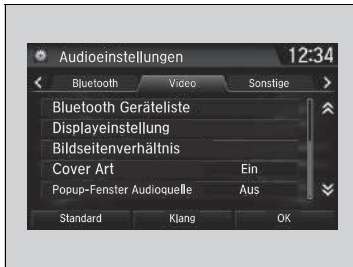 Audioeinstellungen 12:34
Bluetooth Video Sonstige
Bluetooth Geräteliste
Displayeinstellung
Bildseitenverhältnis
Cover Art Ein
Popup-Fenster Audioquelle Aus
Standard Klang OK